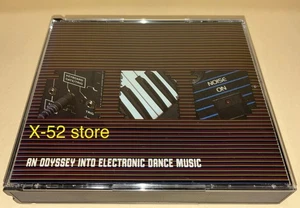 NOISE
ON
X-52 store
AN ODYSSEY INTO ELECTRONIC DANCE MUSIC